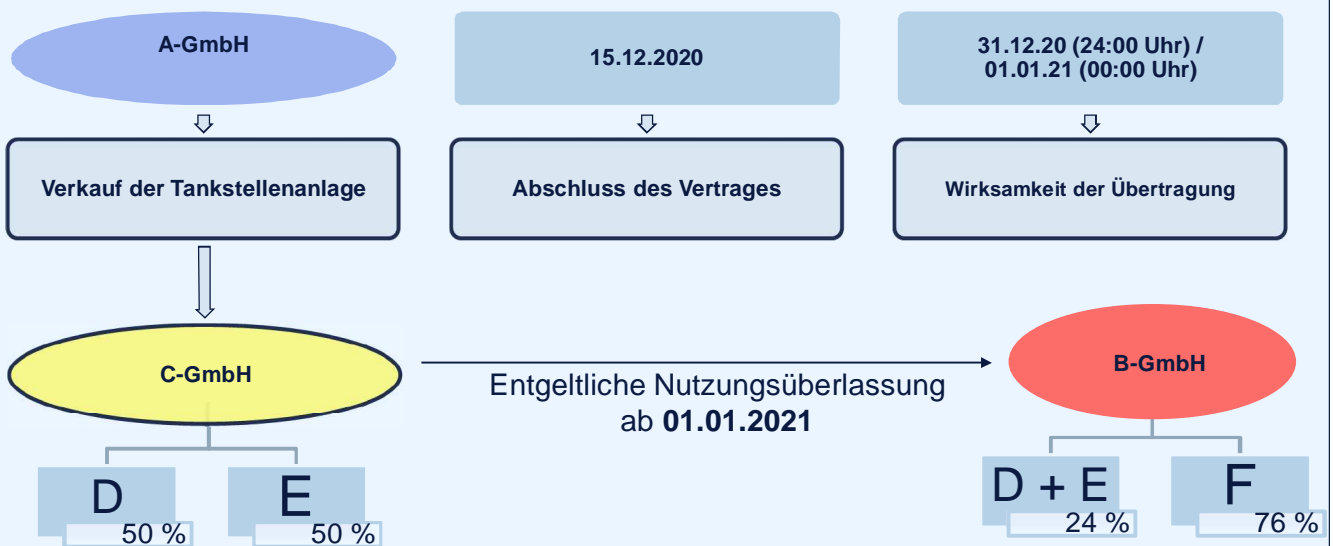 A-GmbH
15.12.2020
31.12.20 (24:00 Uhr) /
01.01.21 (00:00 Uhr)
Verkauf der Tankstellenanlage
Abschluss des Vertrages
Wirksamkeit der Übertragung
C-GmbH
Entgeltliche Nutzungsüberlassung
ab 01.01.2021
B-GmbH
D
50 %
E
50 %
D + E
24 %
F
76 %